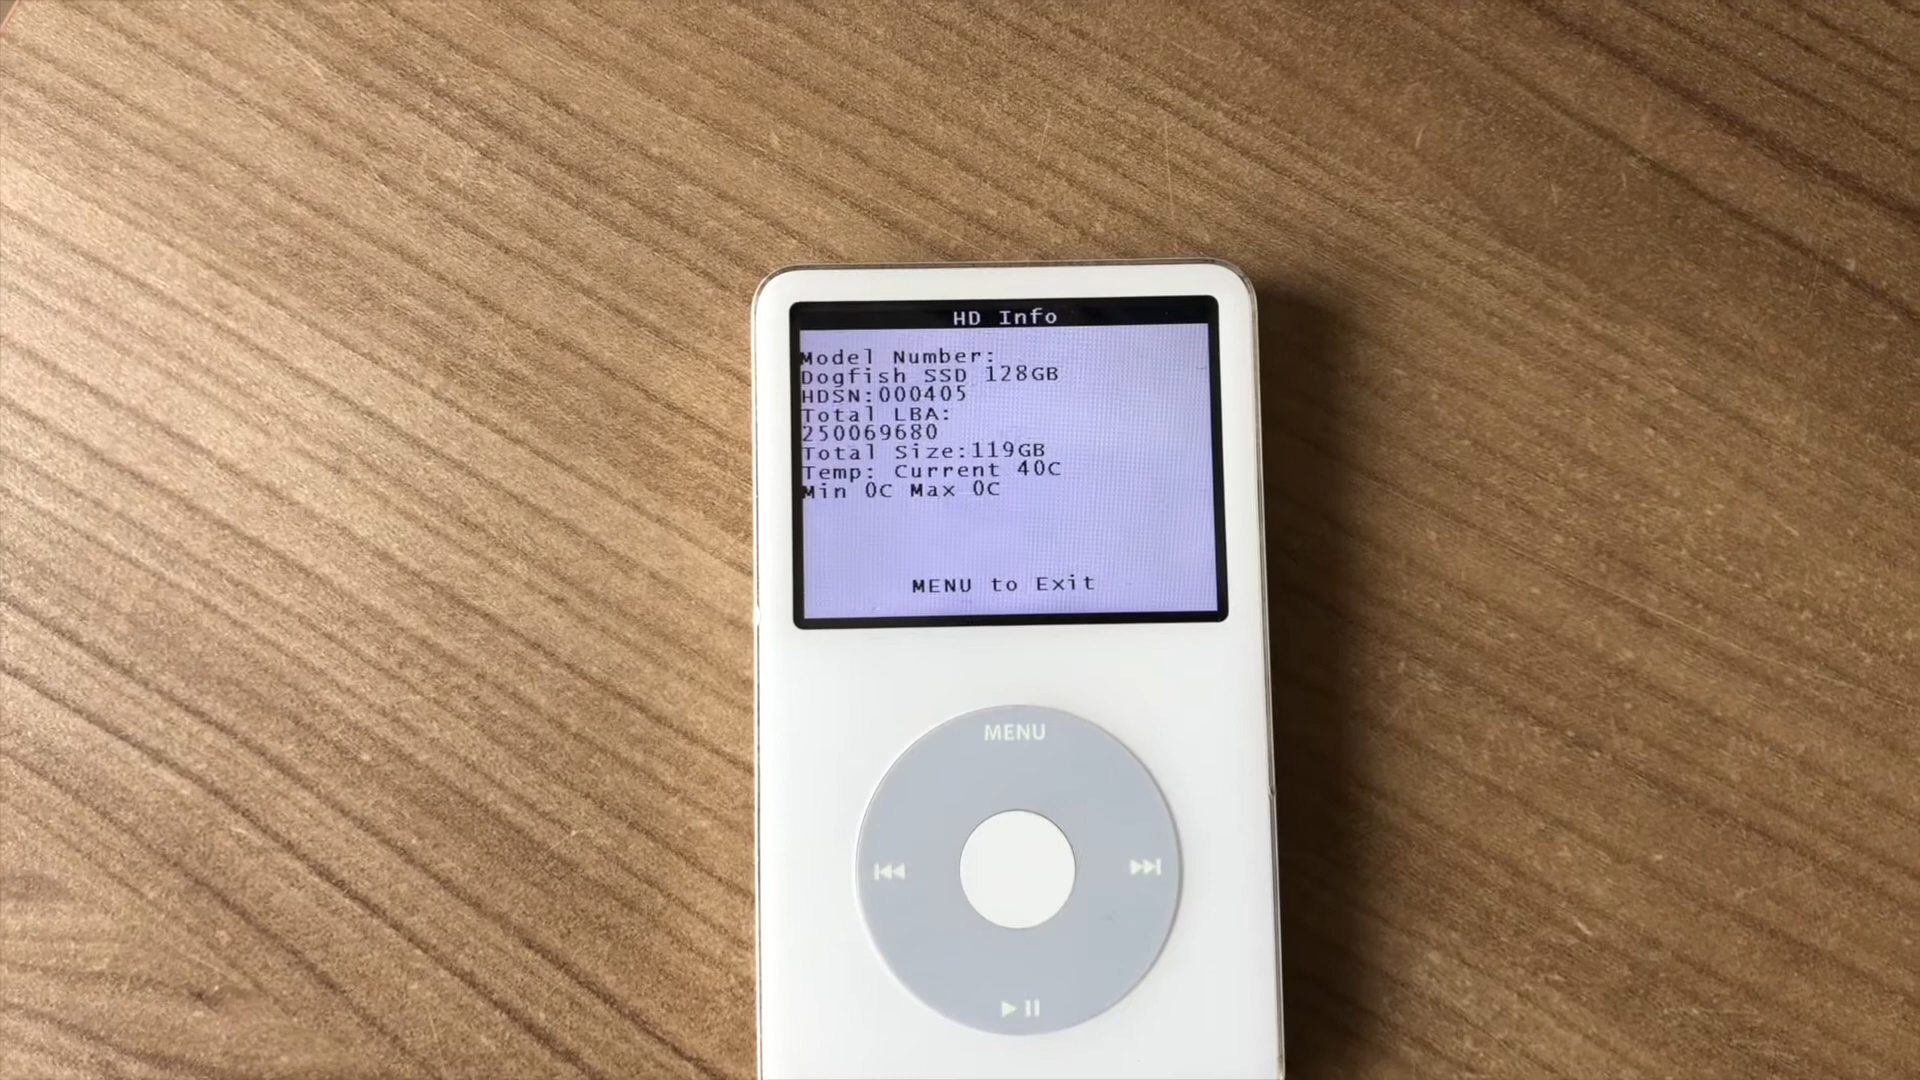 HD Info
Model Number:
Dogfish SSD 128GB
HDSN:000405
Total LBA:
250069680
Total Size:119GB
Temp: Current 40C
Min 0C Max 0C
MENU to Exit
MENU